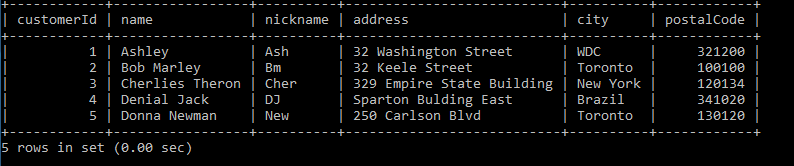 | customerId | name | nickname | address | city | postalCode |
| 1 | Ashley | Ash | 32 Washington Street | WDC | 321200 |
| 2 | Bob Marley | Bm | 32 Keele Street | Toronto | 100100 |
| 3 | Cherlies Theron | Cher | 329 Empire State Building | New York | 120134 |
| 4 | Denial Jack | DJ | Sparton Bulding East | Brazil | 341020 |
| 5 | Donna Newman | New | 250 Carlson Blvd | Toronto | 130120 |
5 rows in set (0.00 sec)